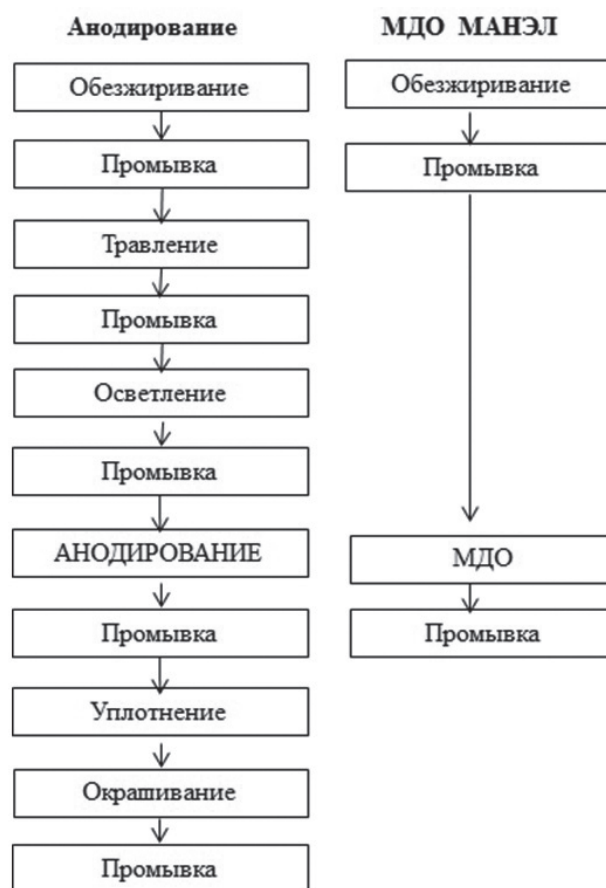 Анодирование
Обезжиривание
Промывка
Травление
Промывка
Осветление
Промывка
АНОДИРОВАНИЕ
Промывка
Уплотнение
Окрашивание
Промывка
МДО МАНЭЛ
Обезжиривание
Промывка
МДО
Промывка